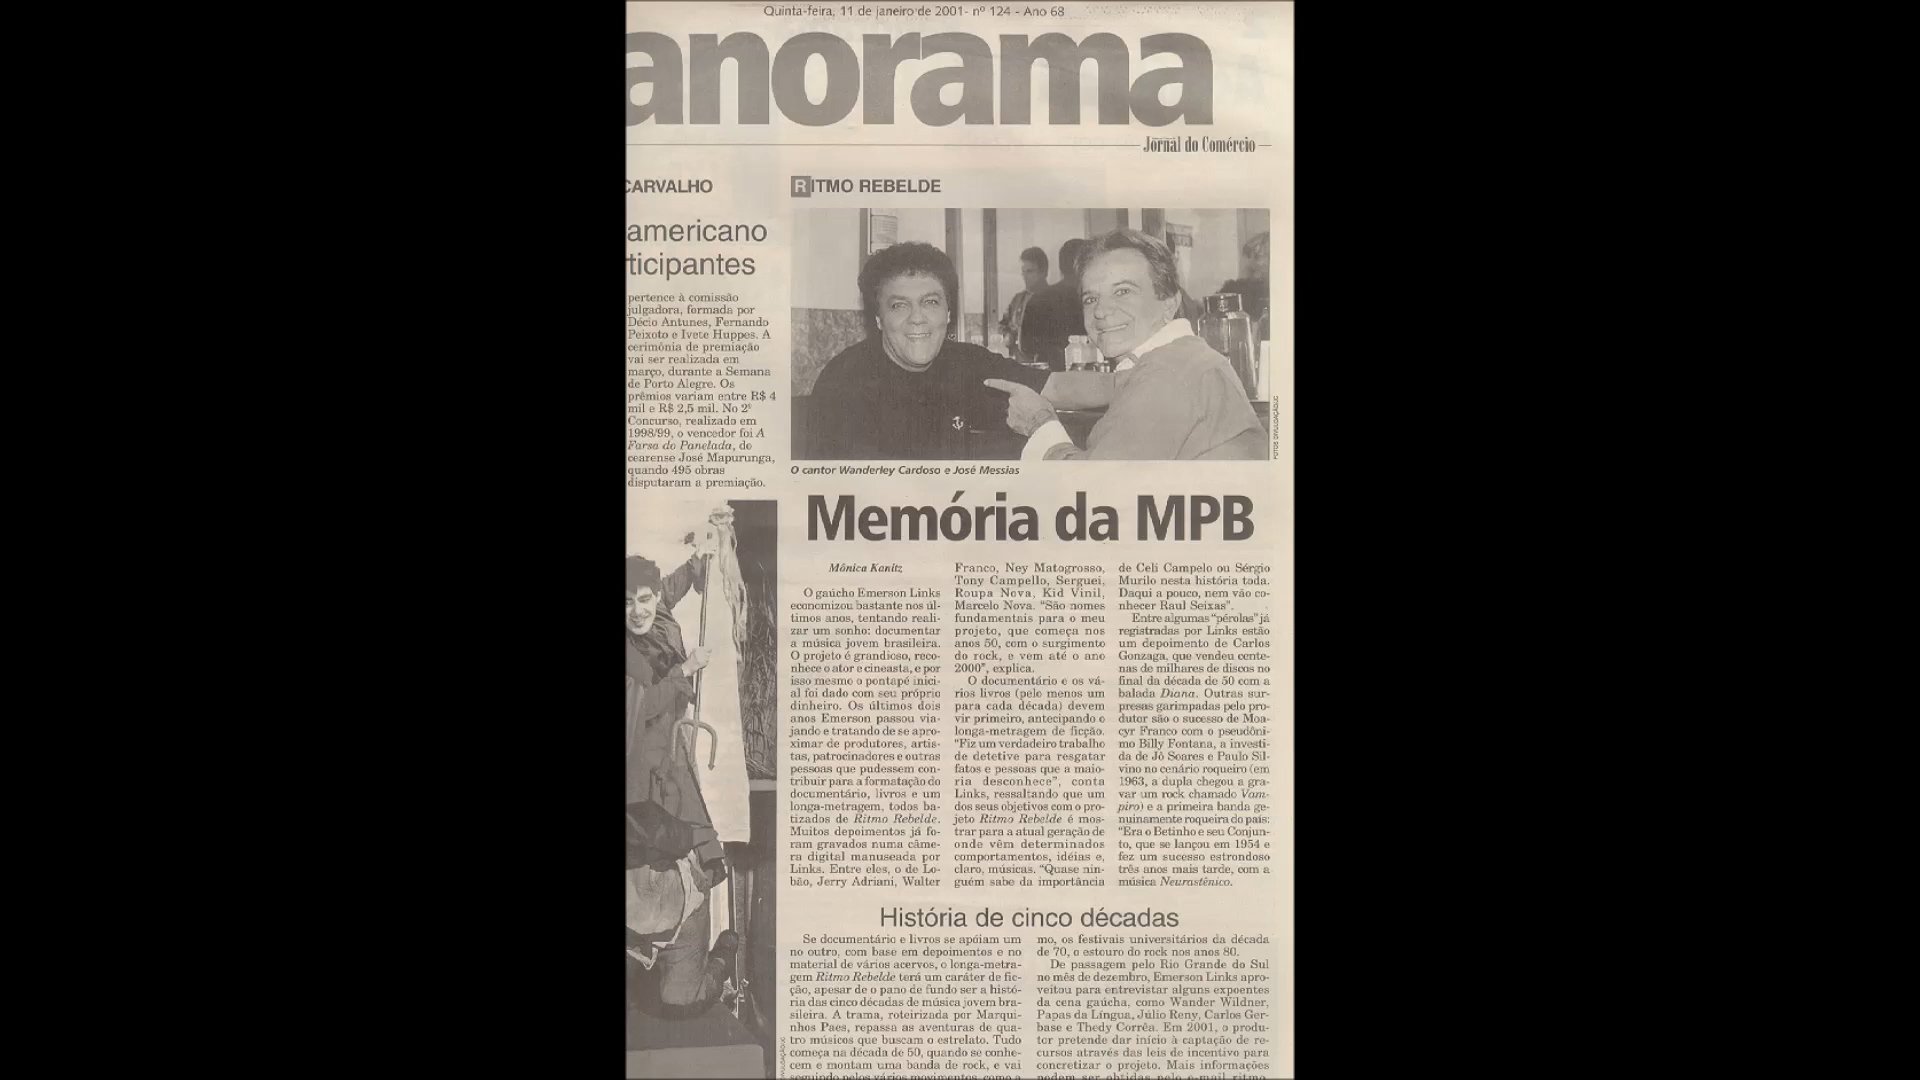 Quinta-feira, 11 de janeiro de 2001- nº 124 - Ano 68
anorama
Jornal do Comércio
CARVALHO
americano
ticipantes
pertence à comissão
julgadora, formada por
Décio Antunes, Fernando
Peixoto e Ivete Huppes. A
cerimônia de premiação
vai ser realizada em
março, durante a Semana
de Porto Alegre. Os
prêmios variam entre R$ 4
mil e R$ 2,5 mil. No 2º
Concurso, realizado em
1998/99, o vencedor foi A
Farsa do Panelada, do
cearense José Mapurunga,
quando 495 obras
disputaram a premiação.
RITMO REBELDE
FOTOS DIVULGAÇÃO/JC
O cantor Wanderley Cardoso e José Messias
Memória da MPB
Mônica Kanitz
O gaúcho Emerson Links
economizou bastante nos úl-
timos anos, tentando reali-
zar um sonho: documentar
a música jovem brasileira.
O projeto é grandioso, reco-
nhece o ator e cineasta, e por
isso mesmo o pontapé inici-
al foi dado com seu próprio
dinheiro. Os últimos dois
anos Emerson passou via-
jando e tratando de se apro-
ximar de produtores, artis-
tas, patrocinadores e outras
pessoas que pudessem con-
tribuir para a formatação do
documentário, livros e um
longa-metragem, todos ba-
tizados de Ritmo Rebelde.
Muitos depoimentos já fo-
ram gravados numa câme-
ra digital manuseada por
Links. Entre eles, o de Lo-
bão, Jerry Adriani, Walter
Franco, Ney Matogrosso,
Tony Campello, Serguei,
Roupa Nova, Kid Vinil,
Marcelo Nova. “São nomes
fundamentais para o meu
projeto, que começa nos
anos 50, com o surgimento
do rock, e vem até o ano
2000”, explica.
O documentário e os vá-
rios livros (pelo menos um
para cada década) devem
vir primeiro, antecipando o
longa-metragem de ficção.
“Fiz um verdadeiro trabalho
de detetive para resgatar
fatos e pessoas que a maio-
ria desconhece”, conta
Links, ressaltando que um
dos seus objetivos com o pro-
jeto Ritmo Rebelde é mos-
trar para a atual geração de
onde vêm determinados
comportamentos, idéias e,
claro, músicas. “Quase nin-
guém sabe da importância
de Celi Campelo ou Sérgio
Murilo nesta história toda.
Daqui a pouco, nem vão co-
nhecer Raul Seixas”.
Entre algumas “pérolas” já
registradas por Links estão
um depoimento de Carlos
Gonzaga, que vendeu cente-
nas de milhares de discos no
final da década de 50 com a
balada Diana. Outras sur-
presas garimpadas pelo pro-
dutor são o sucesso de Moa-
cyr Franco com o pseudôni-
mo Billy Fontana, a investi-
da de Jô Soares e Paulo Sil-
vino no cenário roqueiro (em
1963, a dupla chegou a gra-
var um rock chamado Vam-
piro) e a primeira banda ge-
nuinamente roqueira do país:
“Era o Betinho e seu Conjun-
to, que se lançou em 1954 e
fez um sucesso estrondoso
três anos mais tarde, com a
música Neurastênico.
História de cinco décadas
Se documentário e livros se apóiam um
no outro, com base em depoimentos e no
material de vários acervos, o longa-metra-
gem Ritmo Rebelde terá um caráter de fic-
ção, apesar de o pano de fundo ser a histó-
ria das cinco décadas de música jovem bra-
sileira. A trama, roteirizada por Marqui-
nhos Paes, repassa as aventuras de qua-
tro músicos que buscam o estrelato. Tudo
começa na década de 50, quando se conhe-
cem e montam uma banda de rock, e vai
seguindo pelos vários movimentos, como a
mo, os festivais universitários da década
de 70, o estouro do rock nos anos 80.
De passagem pelo Rio Grande do Sul
no mês de dezembro, Emerson Links apro-
veitou para entrevistar alguns expoentes
da cena gaúcha, como Wander Wildner,
Papas da Língua, Júlio Reny, Carlos Ger-
base e Thedy Corrêa. Em 2001, o produ-
tor pretende dar início à captação de re-
cursos através das leis de incentivo para
concretizar o projeto. Mais informações
podem ser obtidas pelo e-mail ritmo-